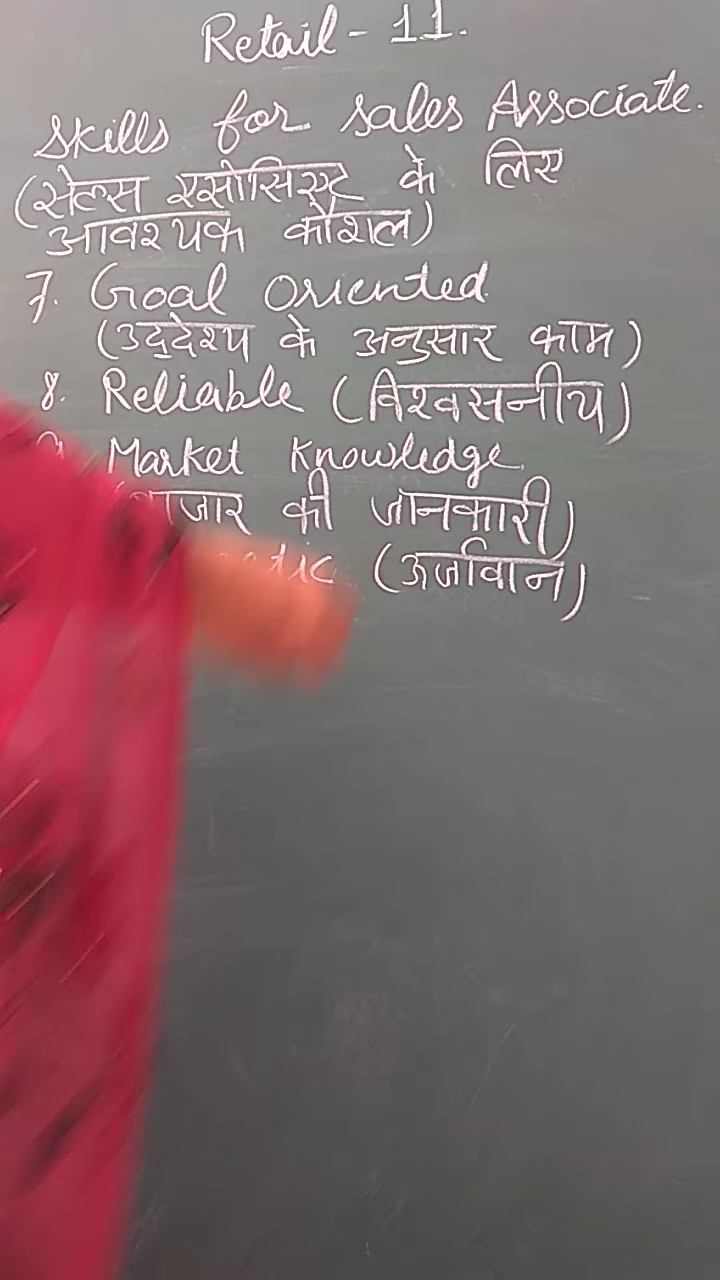 Retail - 11.
Skills for Sales Associate.
(सेल्स एसोसिएट के लिए
आवश्यक कौशल)
7. Goal Oriented
(उद्देश्य के अनुसार काम)
8. Reliable (विश्वसनीय)
Market Knowledge
की जानकारी)
(ऊर्जावान)